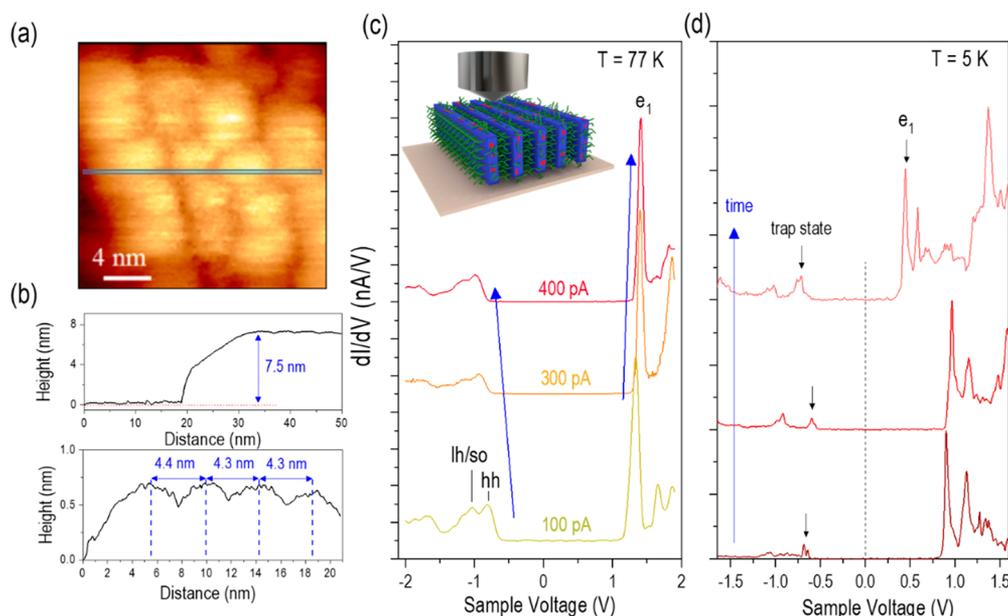 (a)
4 nm
(b)
Height (nm)
8
4
0
7.5 nm
0 10 20 30 40 50
Distance (nm)
Height (nm)
1.0
0.5
0.0
4.4 nm 4.3 nm 4.3 nm
0 2 4 6 8 10 12 14 16 18 20
Distance (nm)
(c)
T = 77 K
e1
dI/dV (nA/V)
400 pA
300 pA
lh/so
hh
100 pA
-2 -1 0 1 2
Sample Voltage (V)
(d)
T = 5 K
e1
time
trap state
-1.5 -1.0 -0.5 0.0 0.5 1.0 1.5
Sample Voltage (V)